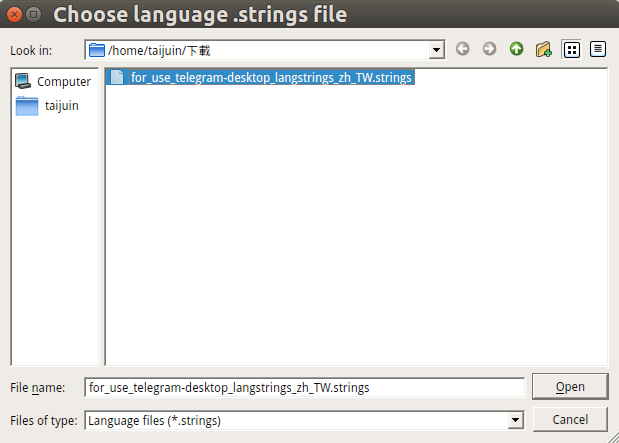 Choose language .strings file
Look in: /home/taijuin/下載
Computer
taijuin
for_use_telegram-desktop_langstrings_zh_TW.strings
File name: for_use_telegram-desktop_langstrings_zh_TW.strings Open
Files of type: Language files (*.strings) Cancel